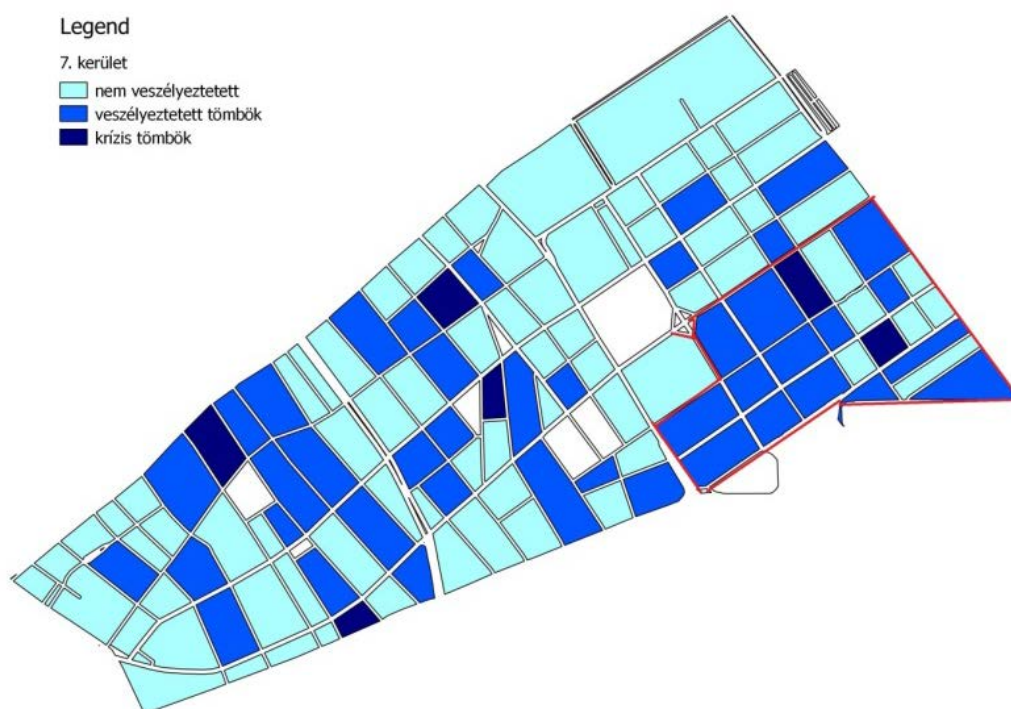 Legend
7. kerület
nem veszélyeztetett
veszélyeztetett tömbök
krízis tömbök